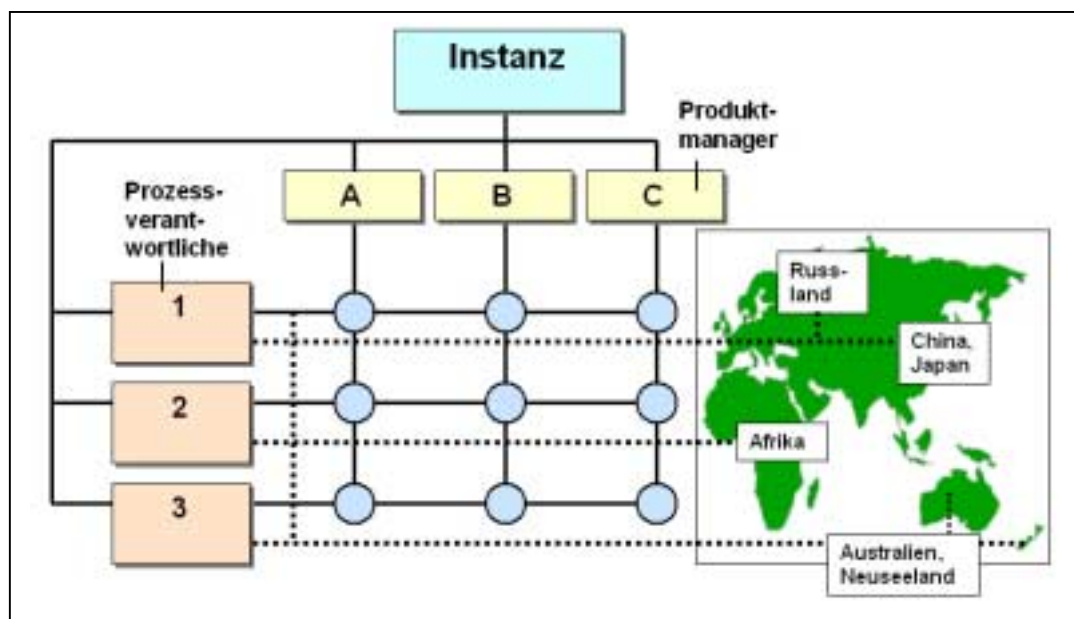 Instanz
Produkt-
manager
A
B
C
Prozess-
verant-
wortliche
1
2
3
Russ-
land
China,
Japan
Afrika
Australien,
Neuseeland